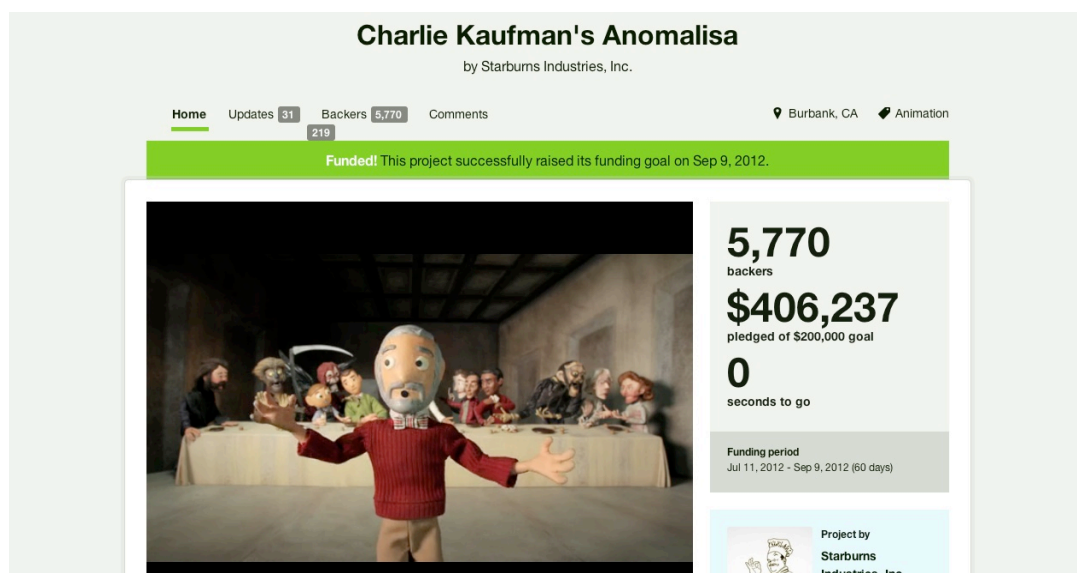 Charlie Kaufman's Anomalisa
by Starburns Industries, Inc.
Home Updates 31 Backers 5,770 Comments
219
Burbank, CA Animation
Funded! This project successfully raised its funding goal on Sep 9, 2012.
5,770
backers
$406,237
pledged of $200,000 goal
0
seconds to go
Funding period
Jul 11, 2012 - Sep 9, 2012 (60 days)
Project by
Starburns
Industries, Inc.